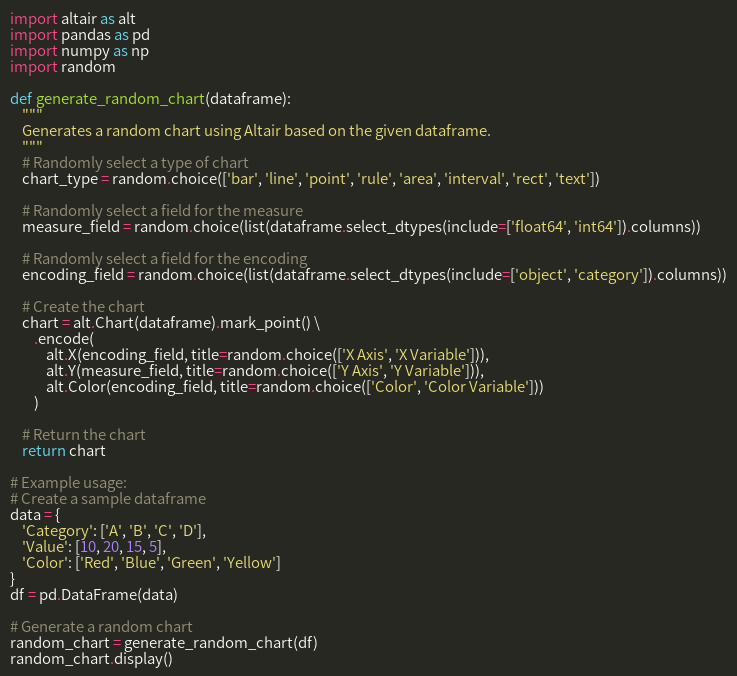 import altair as alt
import pandas as pd
import numpy as np
import random

def generate_random_chart(dataframe):
    """
    Generates a random chart using Altair based on the given dataframe.
    """
    # Randomly select a type of chart
    chart_type = random.choice(['bar', 'line', 'point', 'rule', 'area', 'interval', 'rect', 'text'])

    # Randomly select a field for the measure
    measure_field = random.choice(list(dataframe.select_dtypes(include=['float64', 'int64']).columns))

    # Randomly select a field for the encoding
    encoding_field = random.choice(list(dataframe.select_dtypes(include=['object', 'category']).columns))

    # Create the chart
    chart = alt.Chart(dataframe).mark_point() \
        .encode(
            alt.X(encoding_field, title=random.choice(['X Axis', 'X Variable'])),
            alt.Y(measure_field, title=random.choice(['Y Axis', 'Y Variable'])),
            alt.Color(encoding_field, title=random.choice(['Color', 'Color Variable']))
        )

    # Return the chart
    return chart

# Example usage:
# Create a sample dataframe
data = {
    'Category': ['A', 'B', 'C', 'D'],
    'Value': [10, 20, 15, 5],
    'Color': ['Red', 'Blue', 'Green', 'Yellow']
}
df = pd.DataFrame(data)

# Generate a random chart
random_chart = generate_random_chart(df)
random_chart.display()